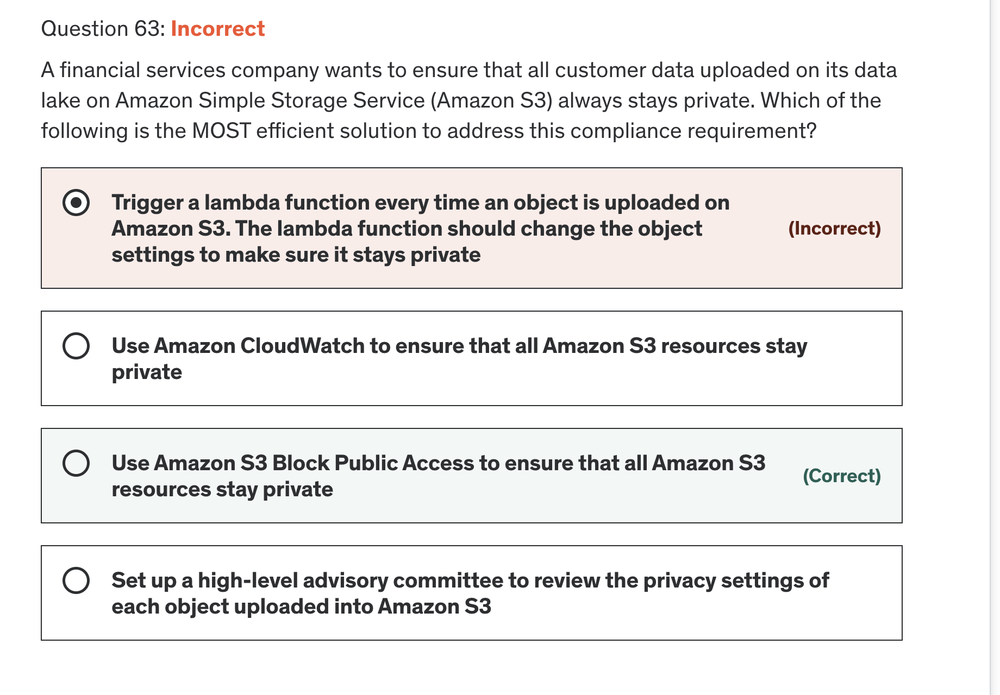 Question 63: Incorrect
A financial services company wants to ensure that all customer data uploaded on its data
lake on Amazon Simple Storage Service (Amazon S3) always stays private. Which of the
following is the MOST efficient solution to address this compliance requirement?
Trigger a lambda function every time an object is uploaded on
Amazon S3. The lambda function should change the object
settings to make sure it stays private
(Incorrect)
Use Amazon CloudWatch to ensure that all Amazon S3 resources stay
private
Use Amazon S3 Block Public Access to ensure that all Amazon S3
resources stay private
(Correct)
Set up a high-level advisory committee to review the privacy settings of
each object uploaded into Amazon S3